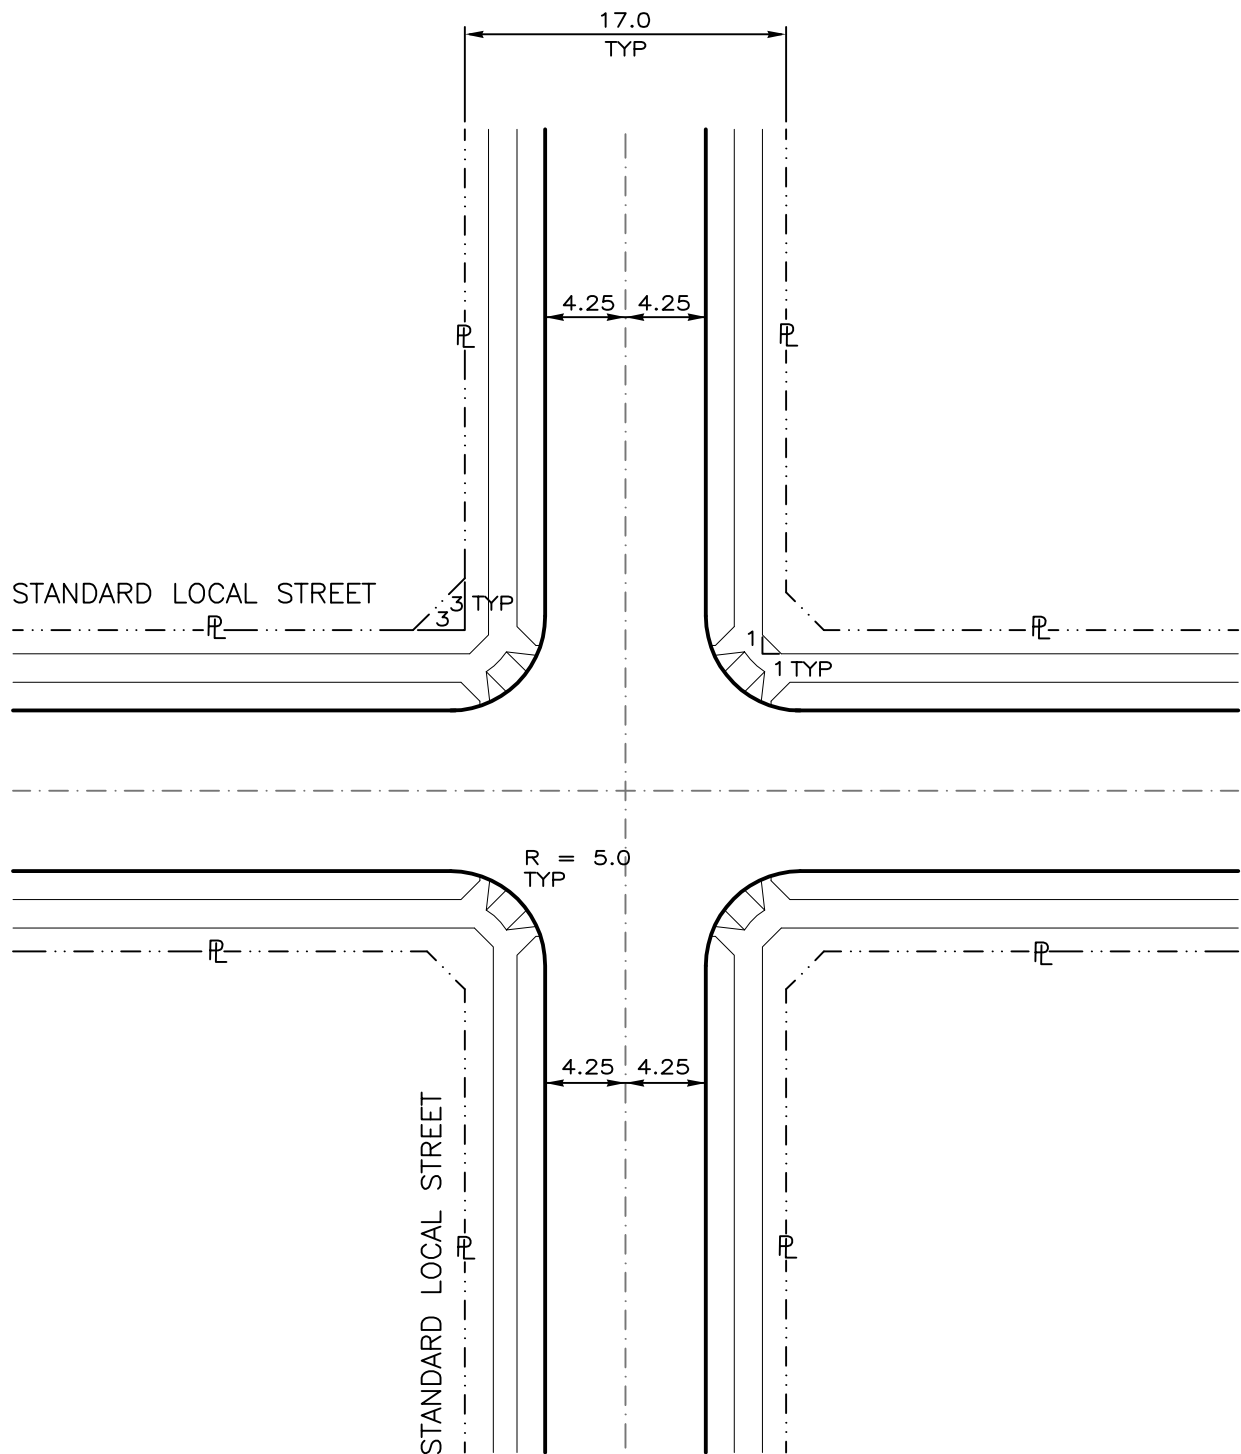 17.0
TYP
4.25 4.25
PL PL
STANDARD LOCAL STREET
3 TYP
3
PL PL
1
1 TYP
R = 5.0
TYP
PL PL
4.25 4.25
STANDARD LOCAL STREET
PL PL